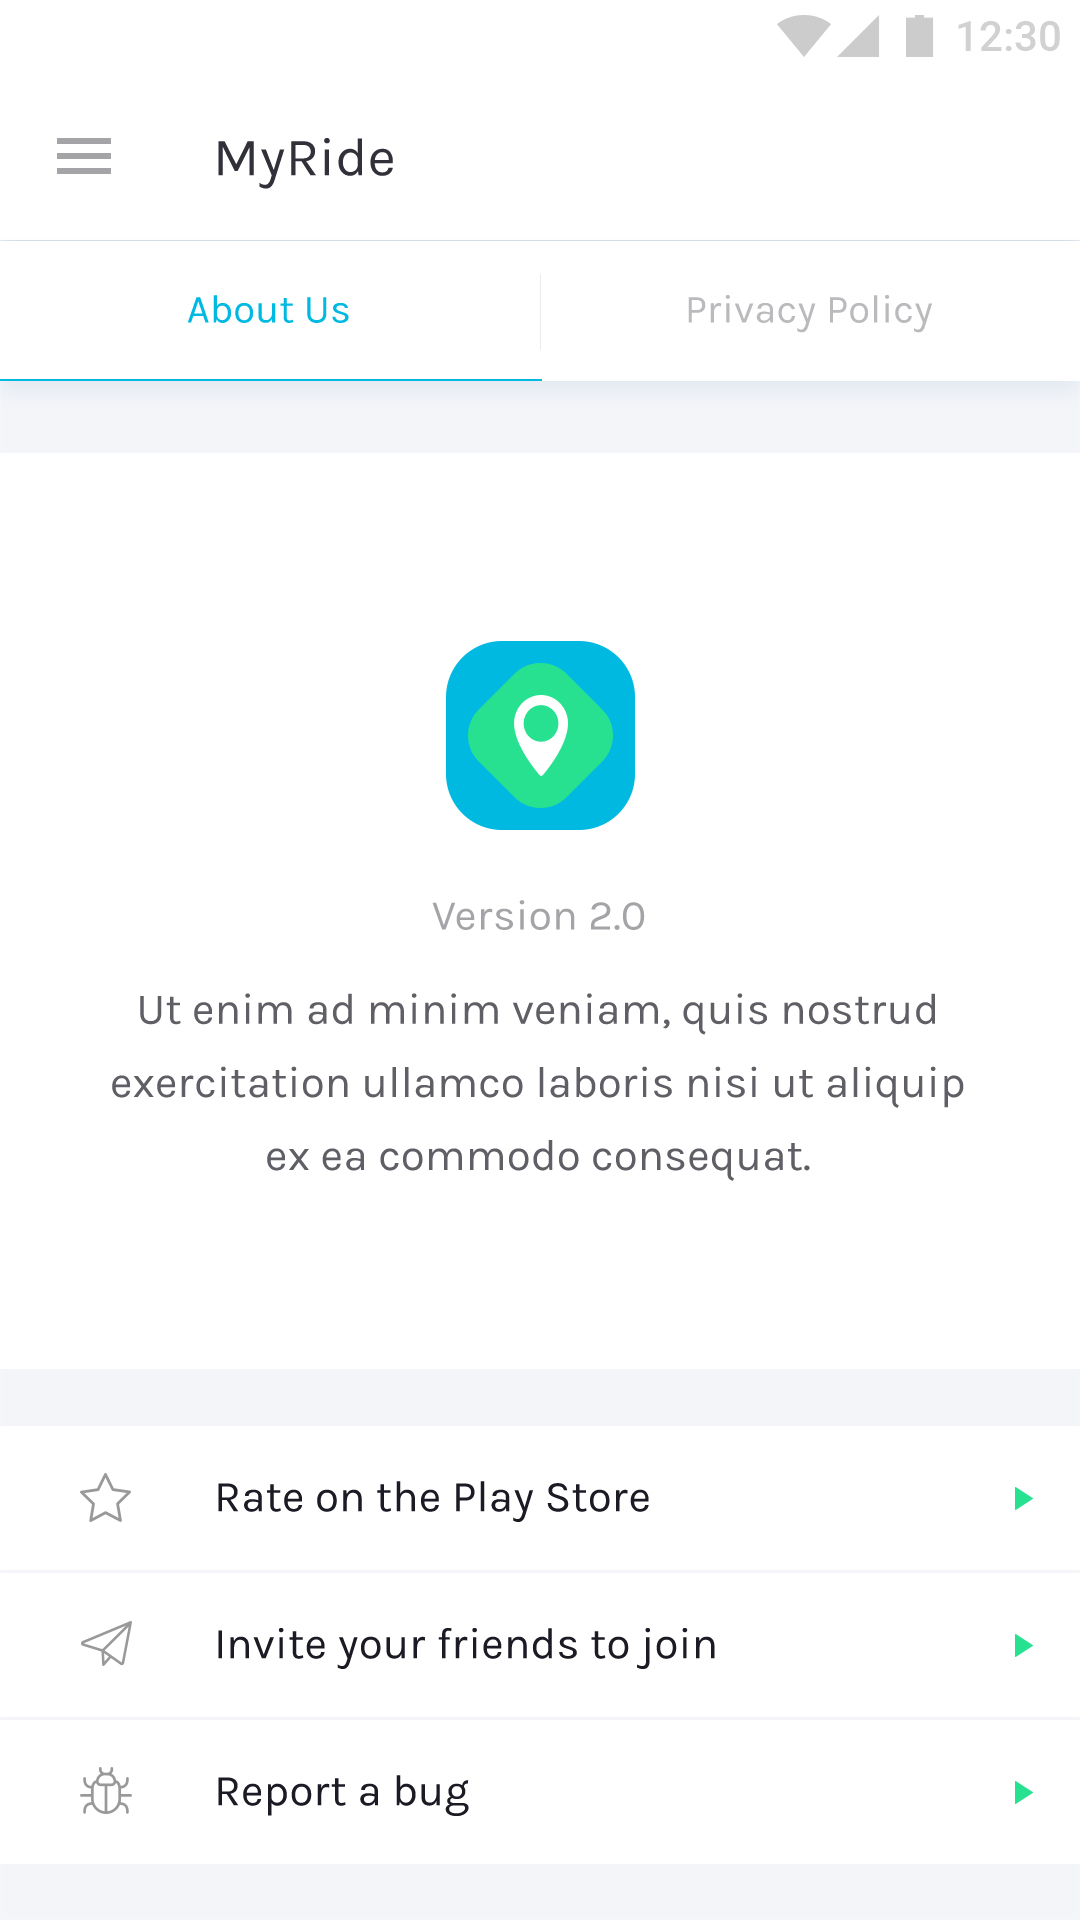 12:30
MyRide
About Us
Privacy Policy
Version 2.0
Ut enim ad minim veniam, quis nostrud
exercitation ullamco laboris nisi ut aliquip
ex ea commodo consequat.
Rate on the Play Store
Invite your friends to join
Report a bug